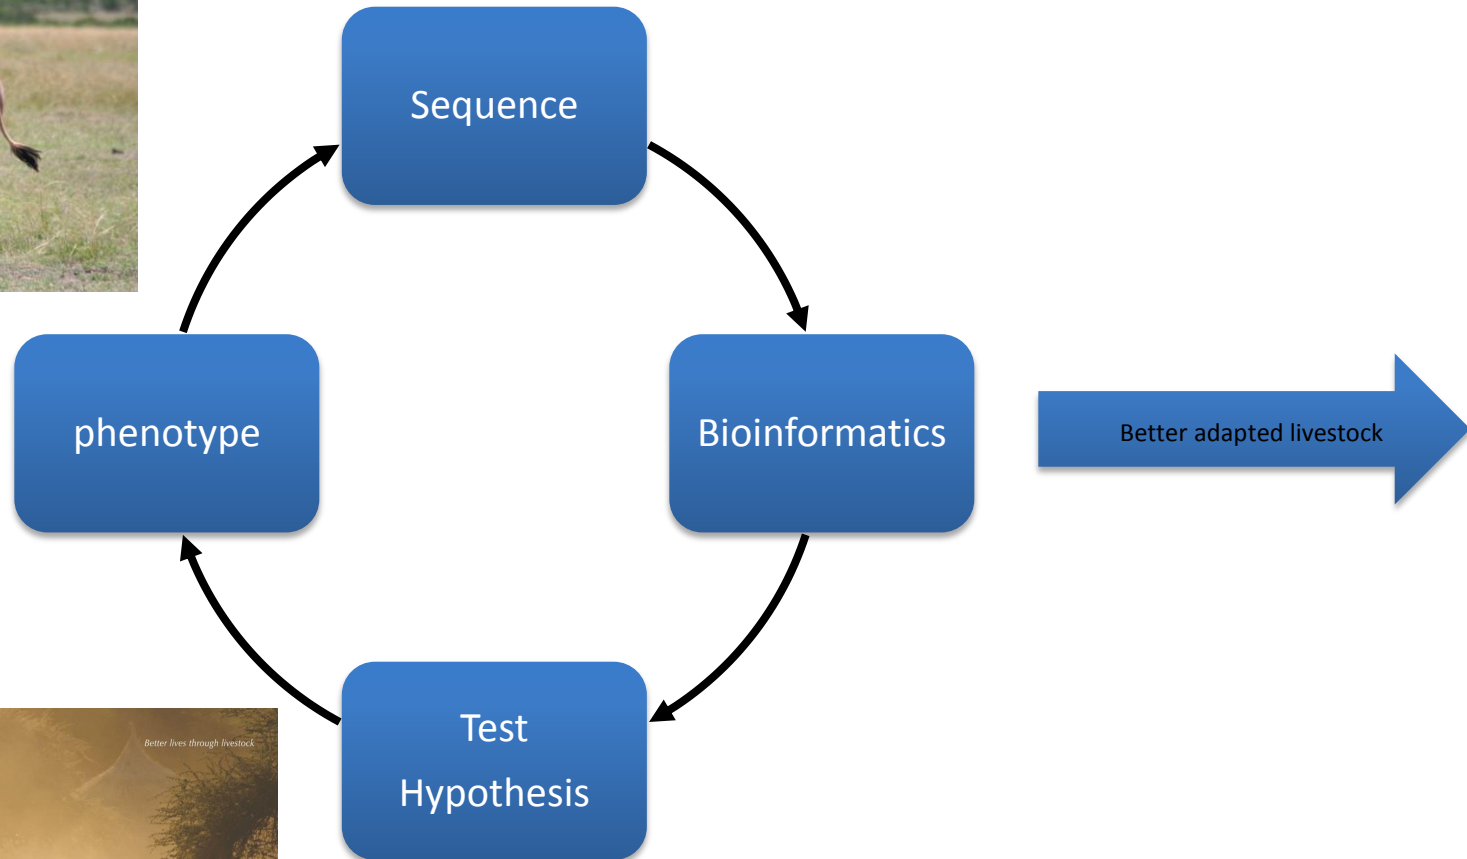 Sequence
phenotype
Bioinformatics
Better adapted livestock
Test
Hypothesis
Better lives through livestock